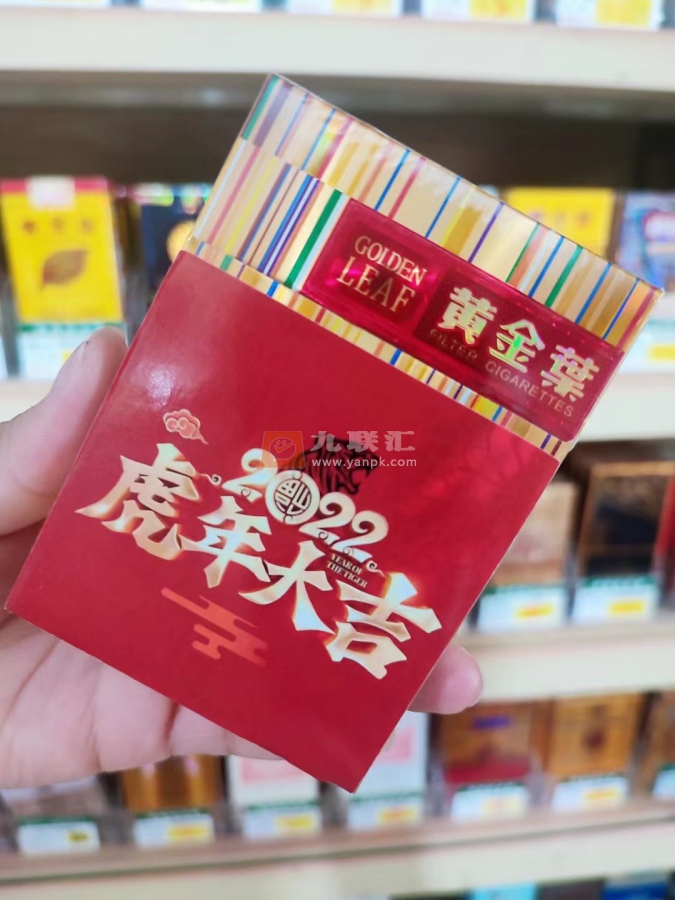 GOLDEN
LEAF
黄金葉
FILTER CIGARETTES
九联汇
www.yanpk.com
2022
YEAR OF
THE TIGER
虎年大吉